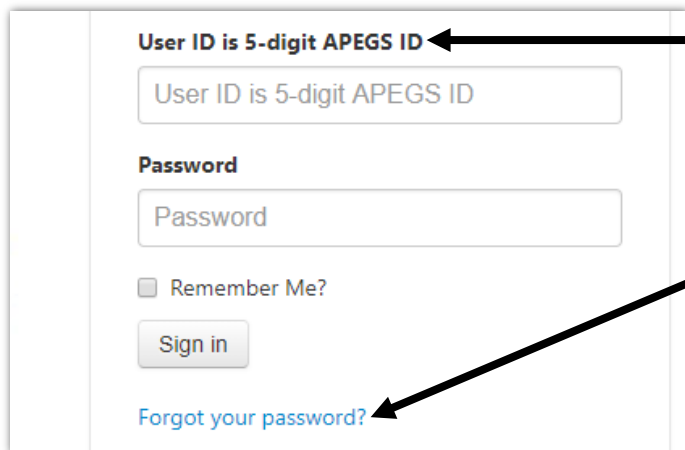 User ID is 5-digit APEGS ID
User ID is 5-digit APEGS ID
Password
Password
Remember Me?
Sign in
Forgot your password?